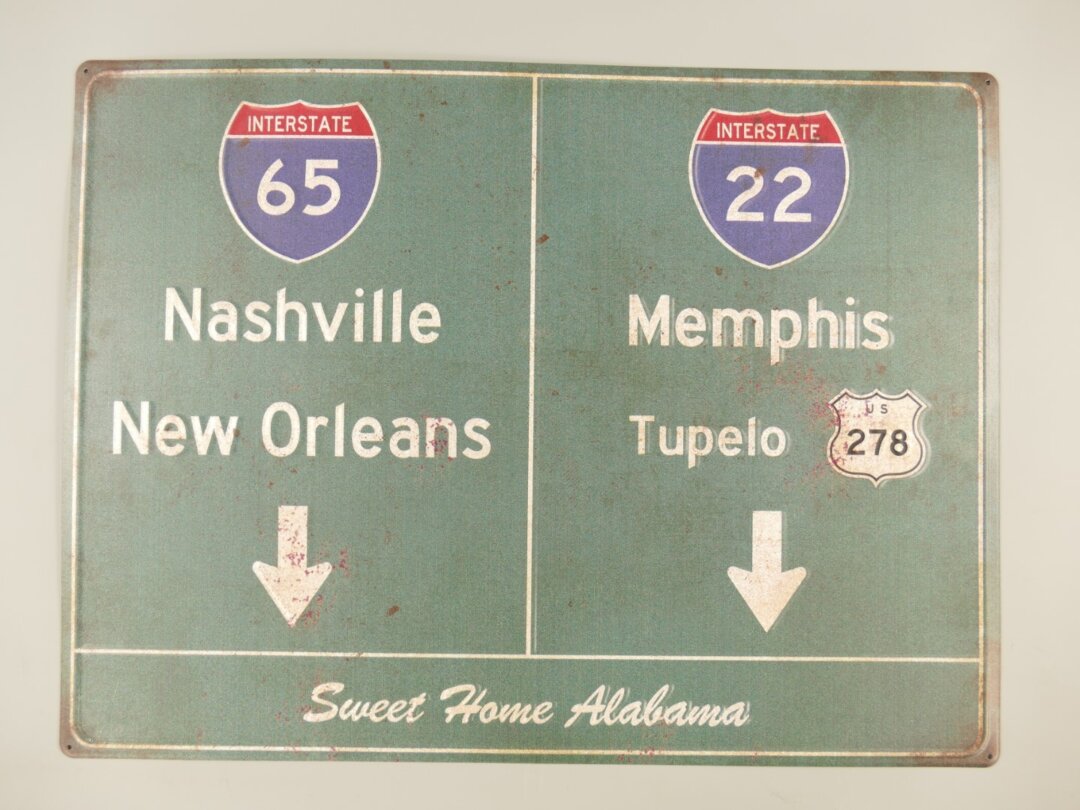 INTERSTATE
65
Nashville
New Orleans
INTERSTATE
22
Memphis
Tupelo
US
278
Sweet Home Alabama